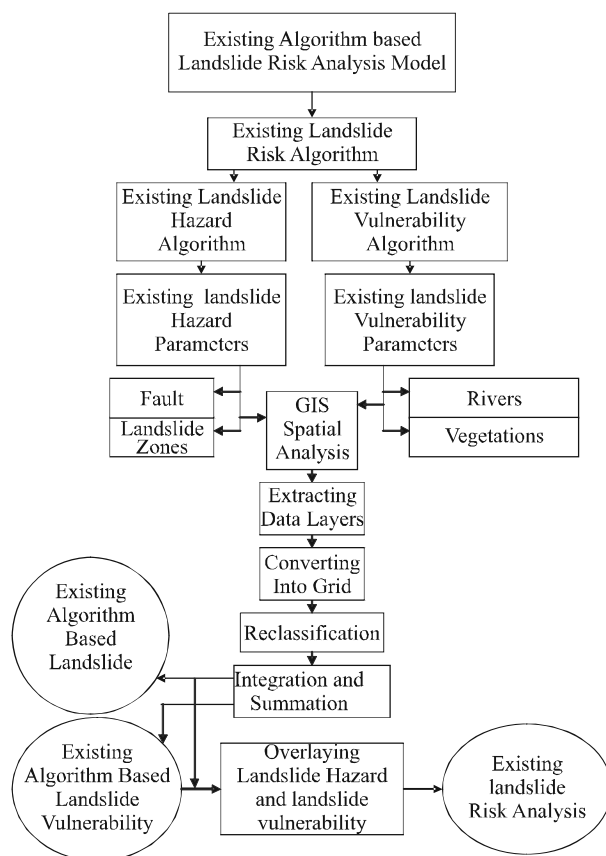 Existing Algorithm based
Landslide Risk Analysis Model
Existing Landslide
Risk Algorithm
Existing Landslide
Hazard
Algorithm
Existing Landslide
Vulnerability
Algorithm
Existing landslide
Hazard
Parameters
Existing landslide
Vulnerability
Parameters
Fault
Landslide
Zones
GIS
Spatial
Analysis
Rivers
Vegetations
Extracting
Data Layers
Converting
Into Grid
Reclassification
Existing
Algorithm
Based
Landslide
Integration and
Summation
Existing
Algorithm Based
Landslide
Vulnerability
Overlaying
Landslide Hazard
and landslide
vulnerability
Existing
landslide
Risk Analysis